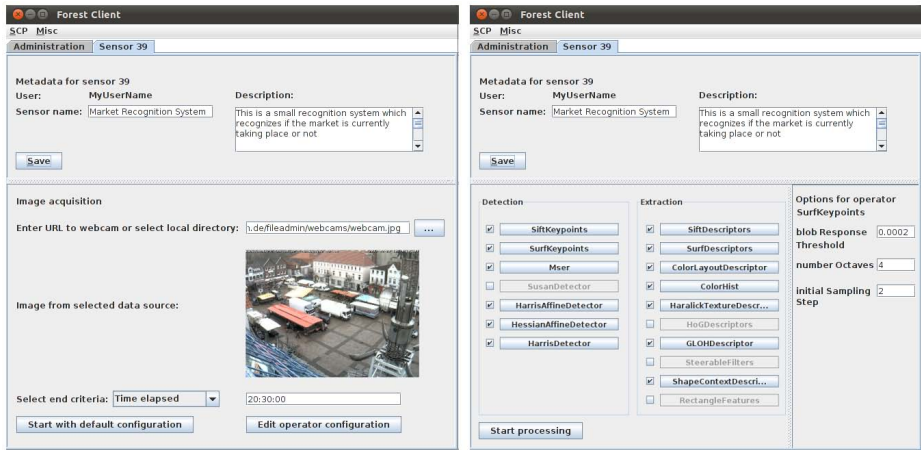 Forest Client
SCP Misc
Administration Sensor 39
Metadata for sensor 39
User: MyUserName Description:
Sensor name: Market Recognition System
This is a small recognition system which
recognizes if the market is currently
taking place or not
Save
Image acquisition
Enter URL to webcam or select local directory: n.de/fileadmin/webcams/webcam.jpg ...
Image from selected data source:
Select end criteria: Time elapsed 20:30:00
Start with default configuration Edit operator configuration
Forest Client
SCP Misc
Administration Sensor 39
Metadata for sensor 39
User: MyUserName Description:
Sensor name: Market Recognition System
This is a small recognition system which
recognizes if the market is currently
taking place or not
Save
Detection
SiftKeypoints
SurfKeypoints
Mser
SusanDetector
HarrisAffineDetector
HessianAffineDetector
HarrisDetector
Extraction
SiftDescriptors
SurfDescriptors
ColorLayoutDescriptor
ColorHist
HaralickTextureDescr...
HoGDescriptors
GLOHDescriptor
SteerableFilters
ShapeContextDescri...
RectangleFeatures
Options for operator
SurfKeypoints
blob Response 0.0002
Threshold
number Octaves 4
initial Sampling 2
Step
Start processing